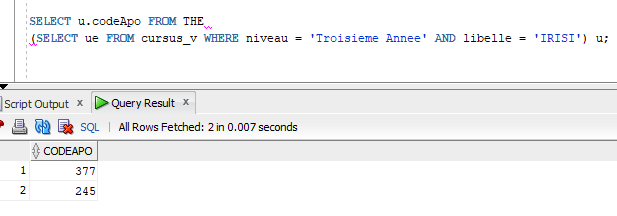 SELECT u.codeApo FROM THE
(SELECT ue FROM cursus_v WHERE niveau = 'Troisieme Annee' AND libelle = 'IRISI') u;
Script Output x Query Result x
SQL | All Rows Fetched: 2 in 0.007 seconds
CODEAPO
1 377
2 245